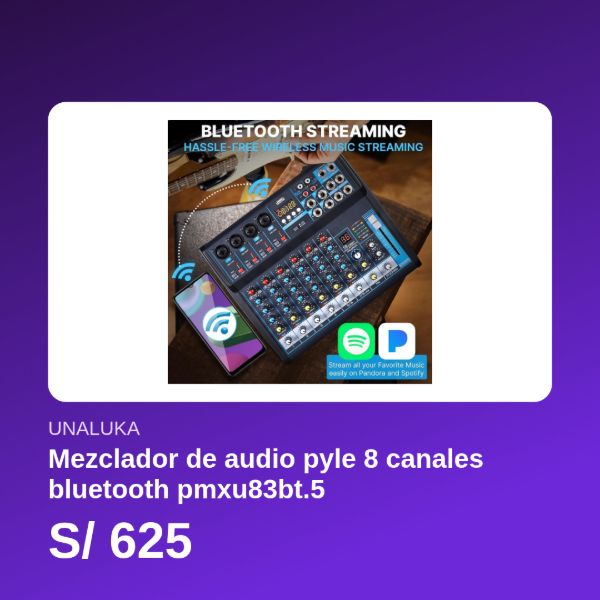 BLUETOOTH STREAMING
HASSLE-FREE WIRELESS MUSIC STREAMING
Stream all your Favorite Music
easily on Pandora and Spotify
UNALUKA
Mezclador de audio pyle 8 canales
bluetooth pmxu83bt.5
S/ 625